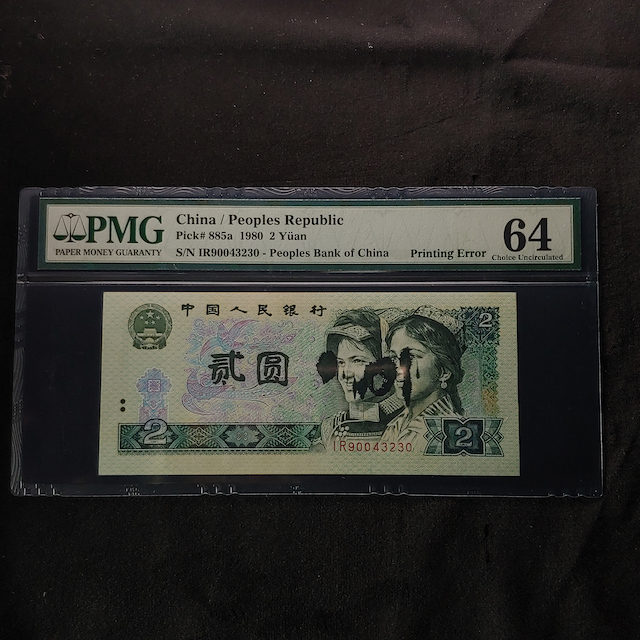 PMG
PAPER MONEY GUARANTY
China / Peoples Republic
Pick# 885a 1980 2 Yüan
S/N IR90043230 - Peoples Bank of China
Printing Error
64
Choice Uncirculated
中国人民银行
2
贰圆
2
IR90043230
2